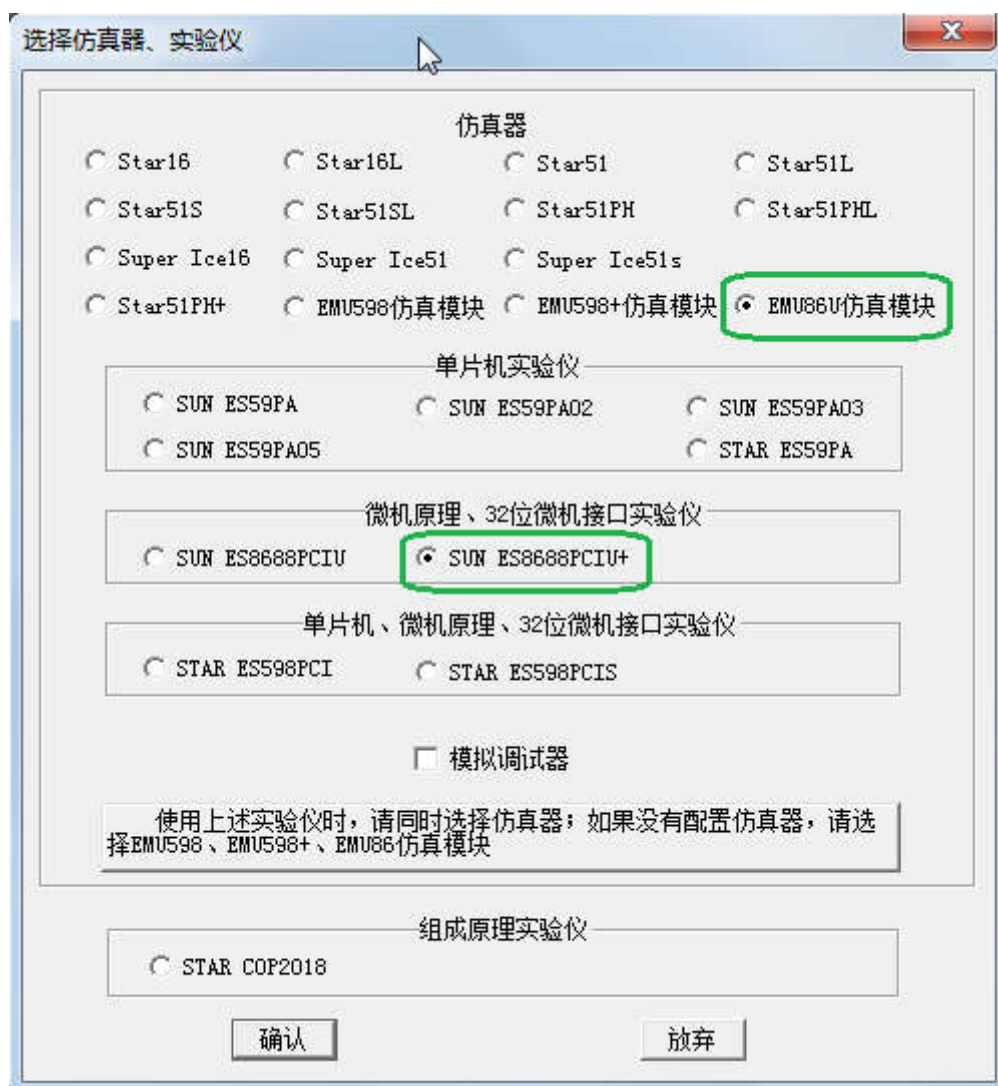 选择仿真器、实验仪
仿真器
Star16 Star16L Star51 Star51L
Star51S Star51SL Star51PH Star51PHL
Super Ice16 Super Ice51 Super Ice51s
Star51PH+ EMU598仿真模块 EMU598+仿真模块 EMU86U仿真模块
单片机实验仪
SUN ES59PA SUN ES59PA02 SUN ES59PA03
SUN ES59PA05 STAR ES59PA
微机原理、32位微机接口实验仪
SUN ES8688PCIU SUN ES8688PCIU+
单片机、微机原理、32位微机接口实验仪
STAR ES598PCI STAR ES598PCIS
模拟调试器
使用上述实验仪时，请同时选择仿真器；如果没有配置仿真器，请选
择EMU598、EMU598+、EMU86仿真模块
组成原理实验仪
STAR COP2018
确认 放弃